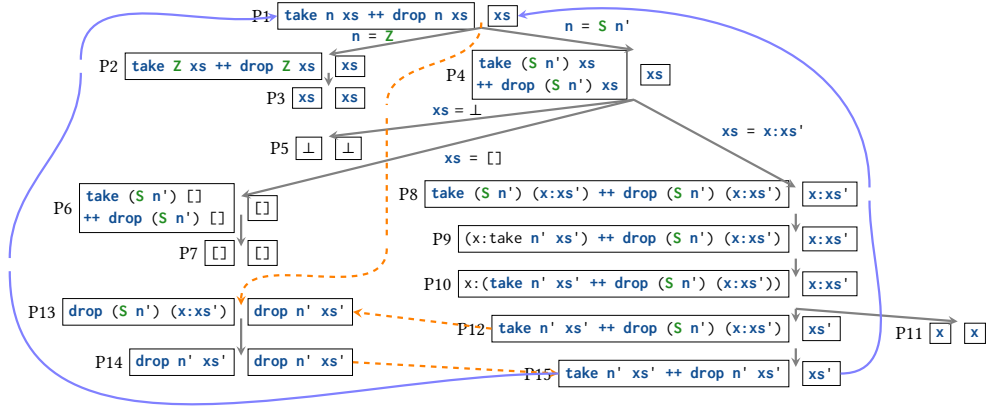 P1 take n xs ++ drop n xs xs
n = Z
n = S n'
P2 take Z xs ++ drop Z xs xs
P4 take (S n') xs
++ drop (S n') xs xs
P3 xs xs
xs = ⊥
xs = x:xs'
P5 ⊥ ⊥
xs = []
P6 take (S n') []
++ drop (S n') [] []
P8 take (S n') (x:xs') ++ drop (S n') (x:xs') x:xs'
P9 (x:take n' xs') ++ drop (S n') (x:xs') x:xs'
P7 [] []
P10 x:(take n' xs' ++ drop (S n') (x:xs')) x:xs'
P13 drop (S n') (x:xs') drop n' xs'
P12 take n' xs' ++ drop (S n') (x:xs') xs'
P11 x x
P14 drop n' xs' drop n' xs'
P15 take n' xs' ++ drop n' xs' xs'